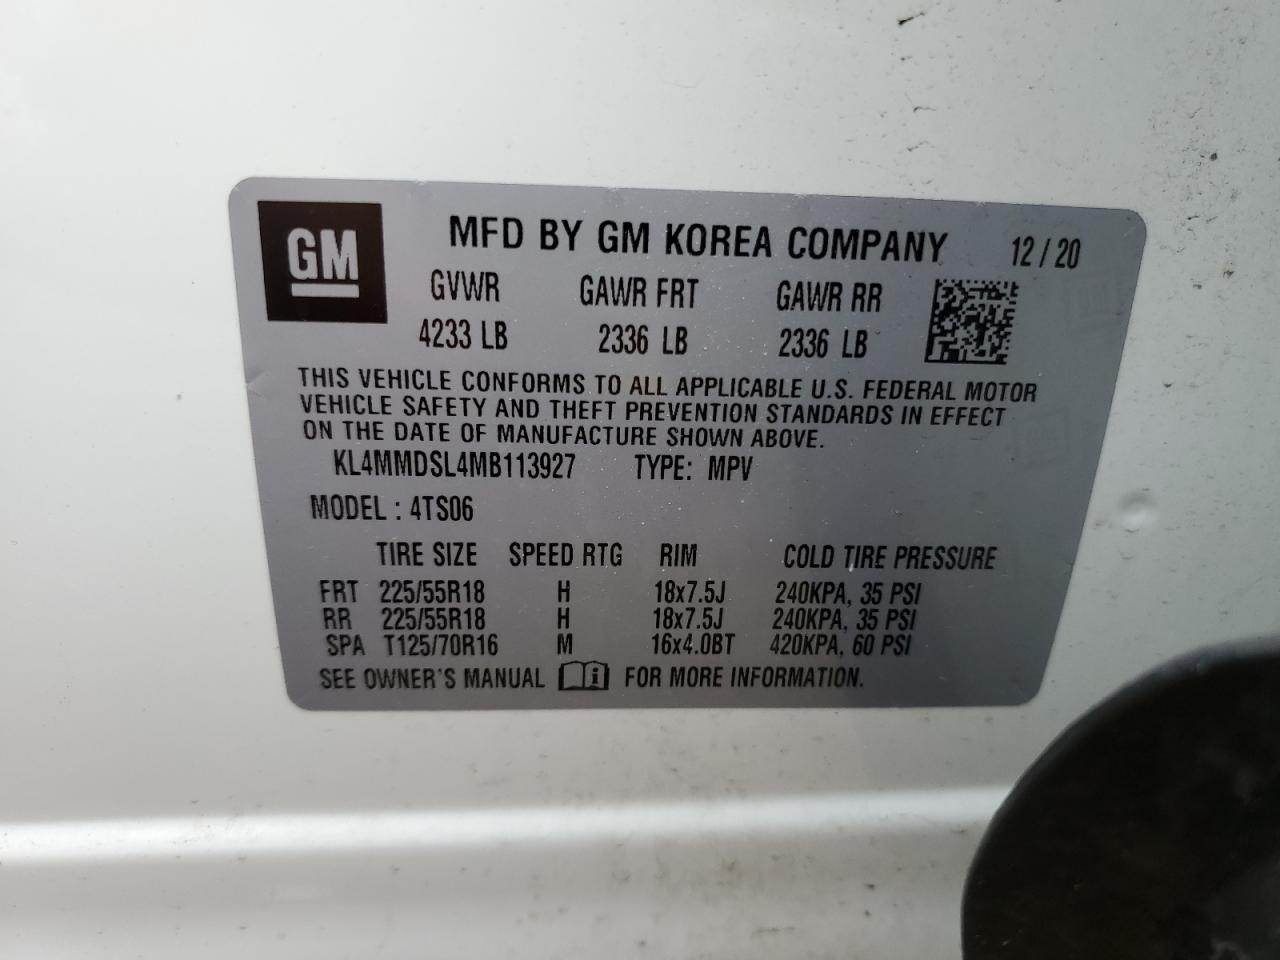 GM
MFD BY GM KOREA COMPANY 12/20
GVWR GAWR FRT GAWR RR
4233 LB 2336 LB 2336 LB
THIS VEHICLE CONFORMS TO ALL APPLICABLE U.S. FEDERAL MOTOR
VEHICLE SAFETY AND THEFT PREVENTION STANDARDS IN EFFECT
ON THE DATE OF MANUFACTURE SHOWN ABOVE.
KL4MMDSL4MB113927 TYPE: MPV
MODEL : 4TS06
TIRE SIZE SPEED RTG RIM COLD TIRE PRESSURE
FRT 225/55R18 H 18x7.5J 240KPA, 35 PSI
RR 225/55R18 H 18x7.5J 240KPA, 35 PSI
SPA T125/70R16 M 16x4.0BT 420KPA, 60 PSI
SEE OWNER'S MANUAL i FOR MORE INFORMATION.